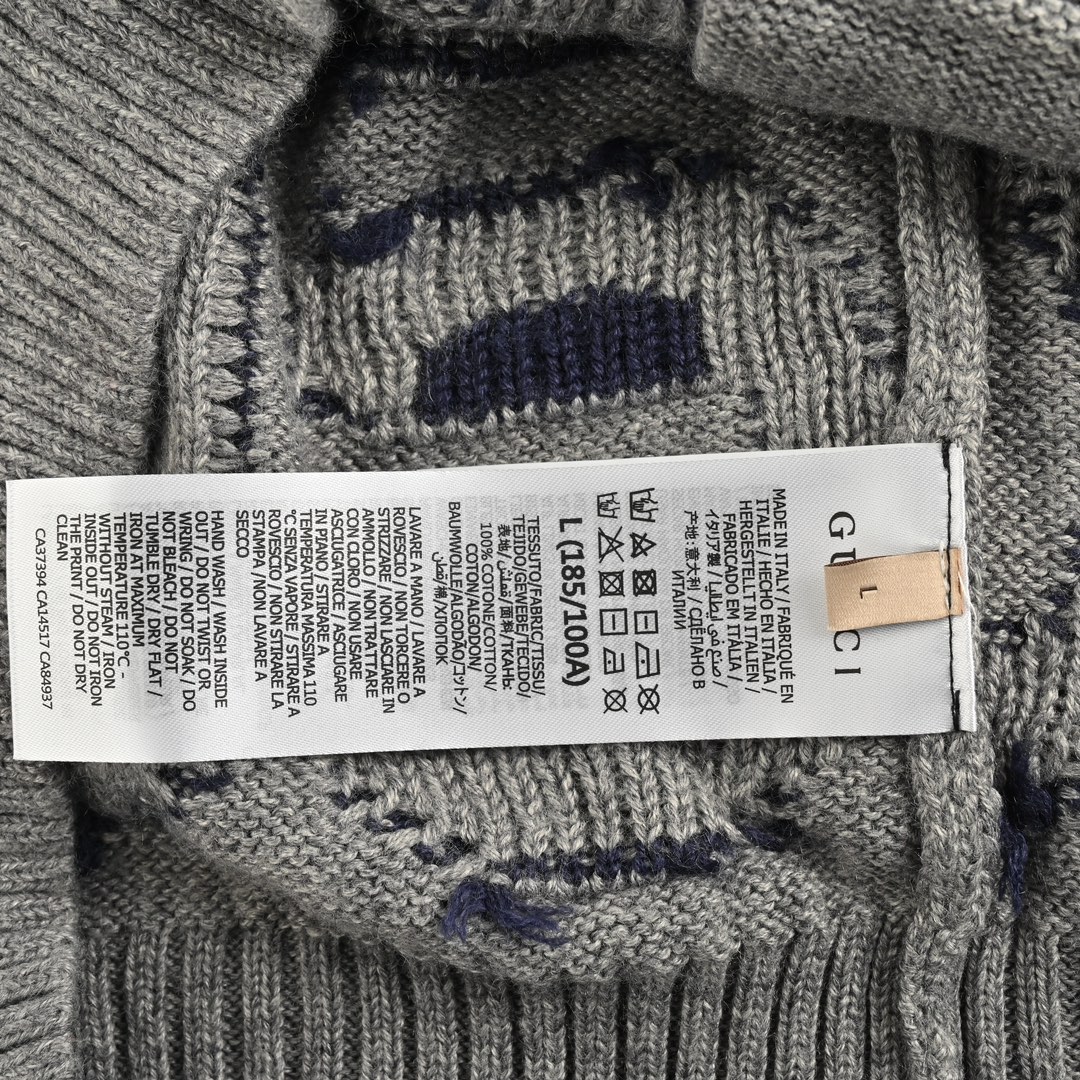 GUCCI
L
MADE IN ITALY / FABRIQUÉ EN
ITALIE / HECHO EN ITALIA /
HERGESTELLT IN ITALIEN /
FABRICADO EM ITÁLIA /
イタリア製 / صنع في إيطاليا /
产地:意大利 / СДЕЛАНО В
ИТАЛИИ
L (185/100A)
TESSUTO/FABRIC/TISSU/
TEJIDO/GEWEBE/TECIDO/
表地/قماش/面料/ТКАНЬ:
100% COTONE/COTTON/
COTON/ALGODON/
BAUMWOLLE/ALGODÃO/コットン/
قطن/棉/ХЛОПОК
LAVARE A MANO / LAVARE A
ROVESCIO / NON TORCERE O
STRIZZARE / NON LASCIARE IN
AMMOLLO / NON TRATTARE
CON CLORO / NON USARE
ASCIUGATRICE / ASCIUGARE
IN PIANO / STIRARE A
TEMPERATURA MASSIMA 110
°C SENZA VAPORE / STIRARE A
ROVESCIO / NON STIRARE LA
STAMPA / NON LAVARE A
SECCO
HAND WASH / WASH INSIDE
OUT / DO NOT TWIST OR
WRING / DO NOT SOAK / DO
NOT BLEACH / DO NOT
TUMBLE DRY / DRY FLAT /
IRON AT MAXIMUM
TEMPERATURE 110°C -
WITHOUT STEAM / IRON
INSIDE OUT / DO NOT IRON
THE PRINT / DO NOT DRY
CLEAN
CA37394 CA14517 CA84937